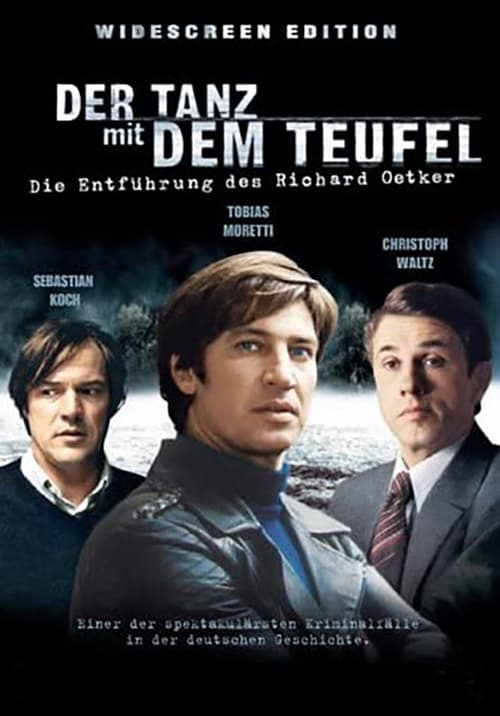 WIDESCREEN EDITION
DER TANZ
mit DEM TEUFEL
Die Entführung des Richard Oetker
TOBIAS
MORETTI
CHRISTOPH
WALTZ
SEBASTIAN
KOCH
Einer der spektakulärsten Kriminalfälle
in der deutschen Geschichte.